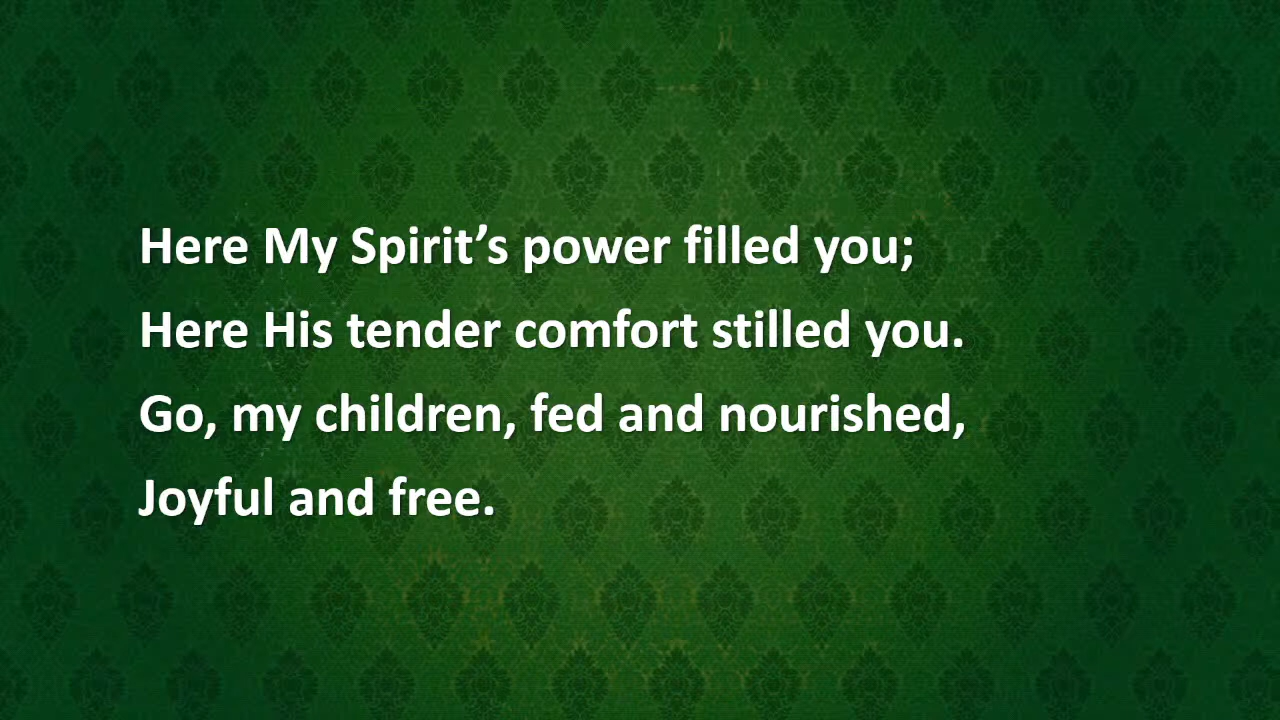 Here My Spirit’s power filled you;
Here His tender comfort stilled you.
Go, my children, fed and nourished,
Joyful and free.